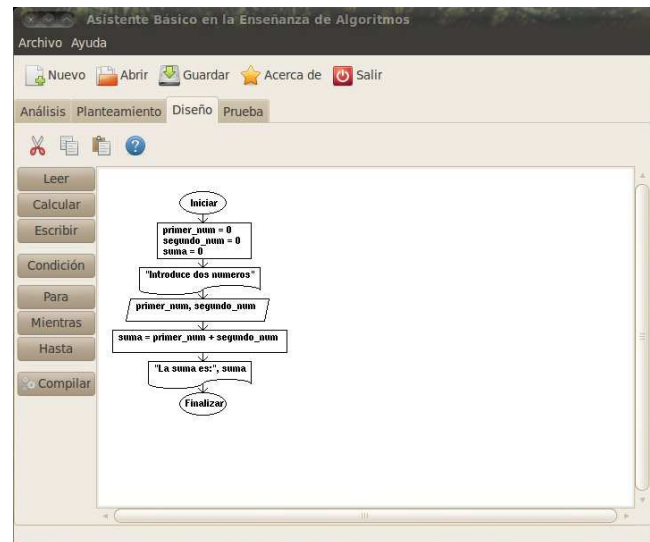 Asistente Básico en la Enseñanza de Algoritmos
Archivo Ayuda
Nuevo Abrir Guardar Acerca de Salir
Análisis Planteamiento Diseño Prueba
Leer
Calcular
Escribir
Condición
Para
Mientras
Hasta
Compilar
Iniciar
primer_num = 0
segundo_num = 0
suma = 0
"Introduce dos numeros"
primer_num, segundo_num
suma = primer_num + segundo_num
"La suma es:", suma
Finalizar